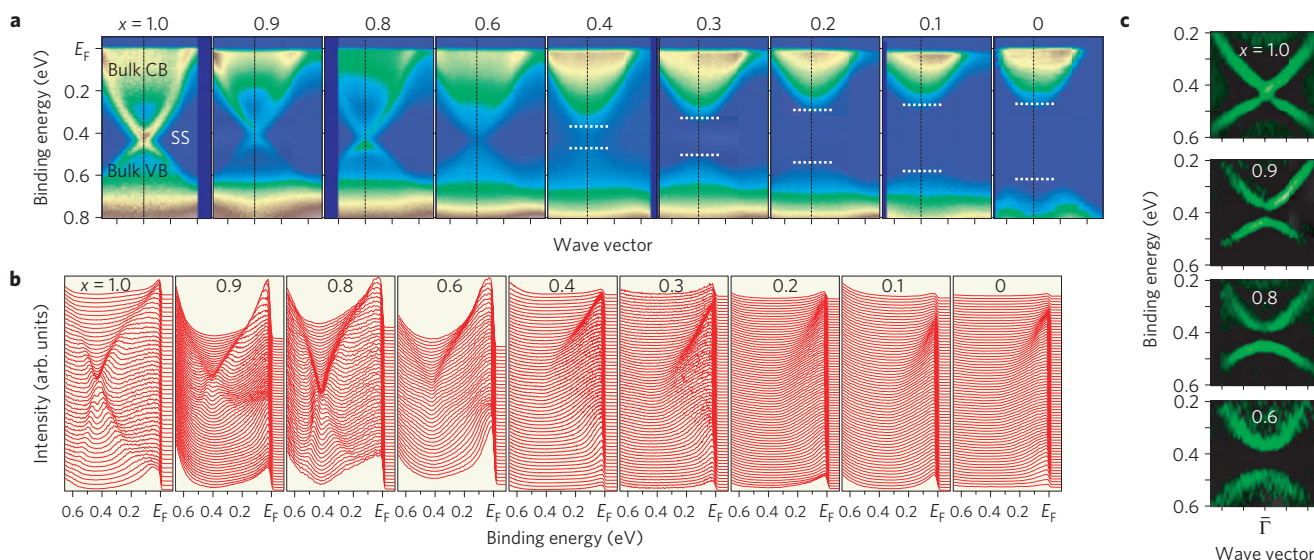 a
x = 1.0 0.9 0.8 0.6 0.4 0.3 0.2 0.1 0
E_F
0.2
0.4
0.6
0.8
Binding energy (eV)
Bulk CB
SS
Bulk VB
Wave vector
b
x = 1.0 0.9 0.8 0.6 0.4 0.3 0.2 0.1 0
Intensity (arb. units)
0.6 0.4 0.2 E_F 0.6 0.4 0.2 E_F 0.6 0.4 0.2 E_F 0.6 0.4 0.2 E_F 0.6 0.4 0.2 E_F 0.6 0.4 0.2 E_F 0.6 0.4 0.2 E_F 0.6 0.4 0.2 E_F 0.6 0.4 0.2 E_F
Binding energy (eV)
c
0.2
x = 1.0
0.4
0.6
0.2
0.9
0.4
0.6
0.2
0.8
0.4
0.6
0.2
0.6
0.4
0.6
Binding energy (eV)
Γ̄
Wave vector